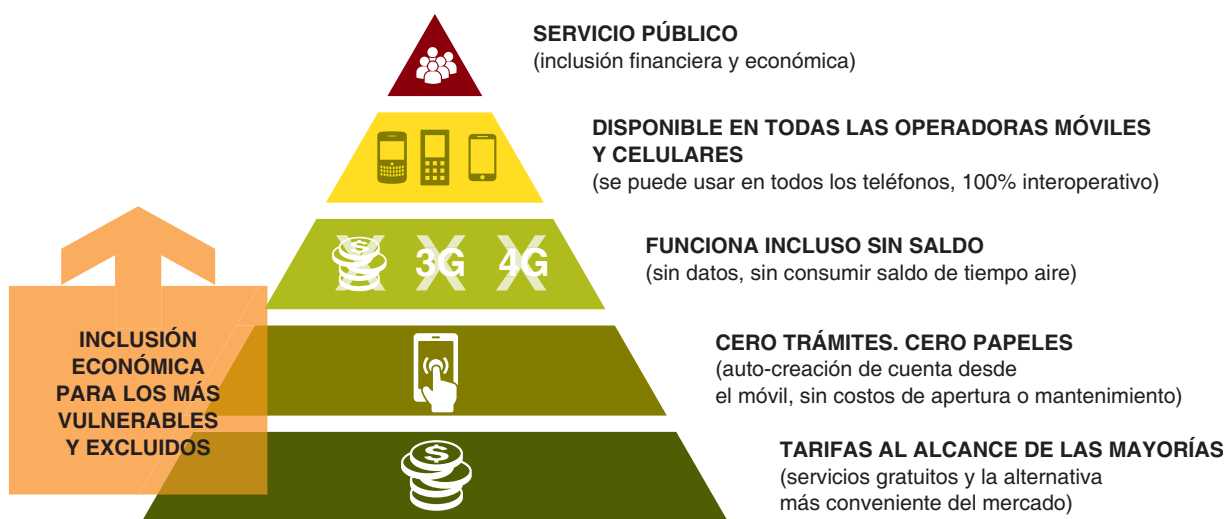 SERVICIO PÚBLICO
(inclusión financiera y económica)
DISPONIBLE EN TODAS LAS OPERADORAS MÓVILES
Y CELULARES
(se puede usar en todos los teléfonos, 100% interoperativo)
$ 3G 4G
FUNCIONA INCLUSO SIN SALDO
(sin datos, sin consumir saldo de tiempo aire)
INCLUSIÓN
ECONÓMICA
PARA LOS MÁS
VULNERABLES
Y EXCLUIDOS
CERO TRÁMITES. CERO PAPELES
(auto-creación de cuenta desde
el móvil, sin costos de apertura o mantenimiento)
$
TARIFAS AL ALCANCE DE LAS MAYORÍAS
(servicios gratuitos y la alternativa
más conveniente del mercado)